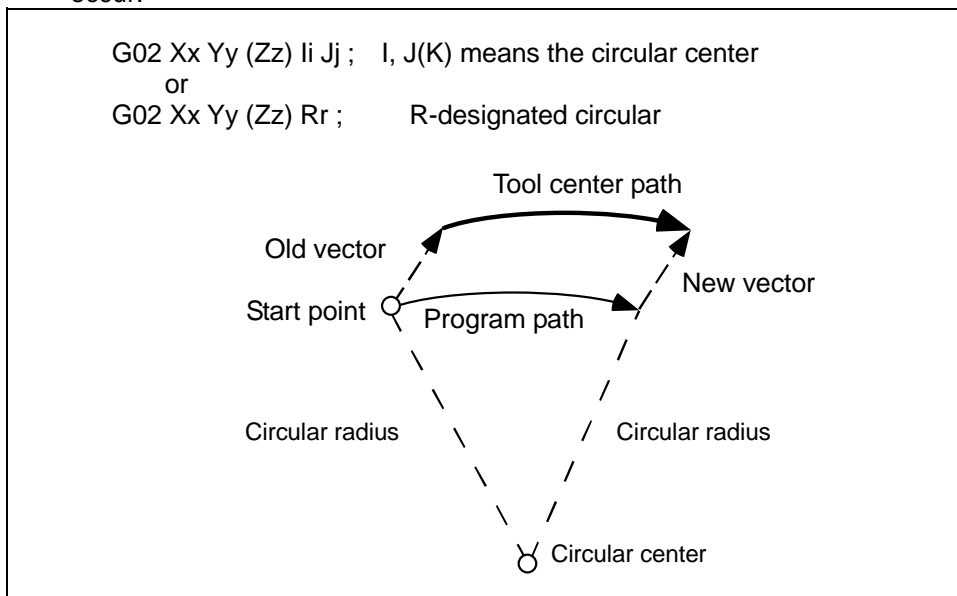 occur.
G02 Xx Yy (Zz) Ii Jj ; I, J(K) means the circular center
or
G02 Xx Yy (Zz) Rr ; R-designated circular
Tool center path
Old vector
New vector
Start point
Program path
Circular radius
Circular radius
Circular center